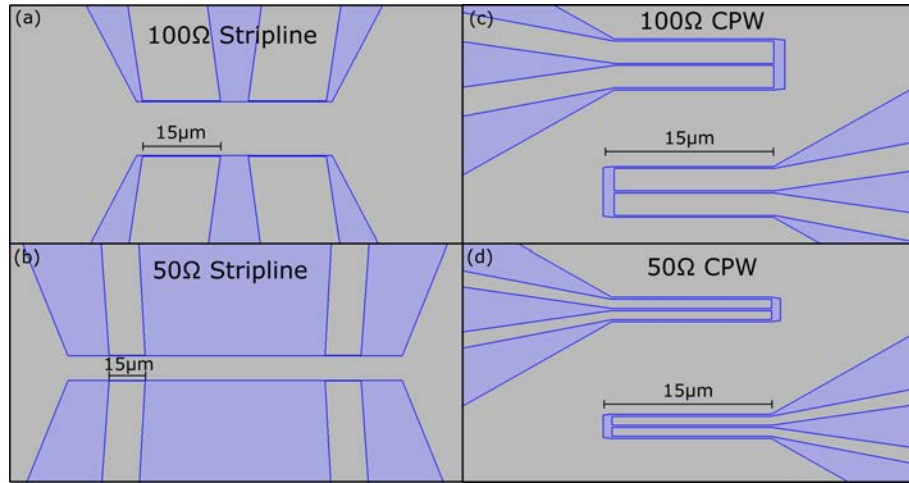 (a)
100Ω Stripline
15μm
(c)
100Ω CPW
15μm
(b)
50Ω Stripline
15μm
(d)
50Ω CPW
15μm